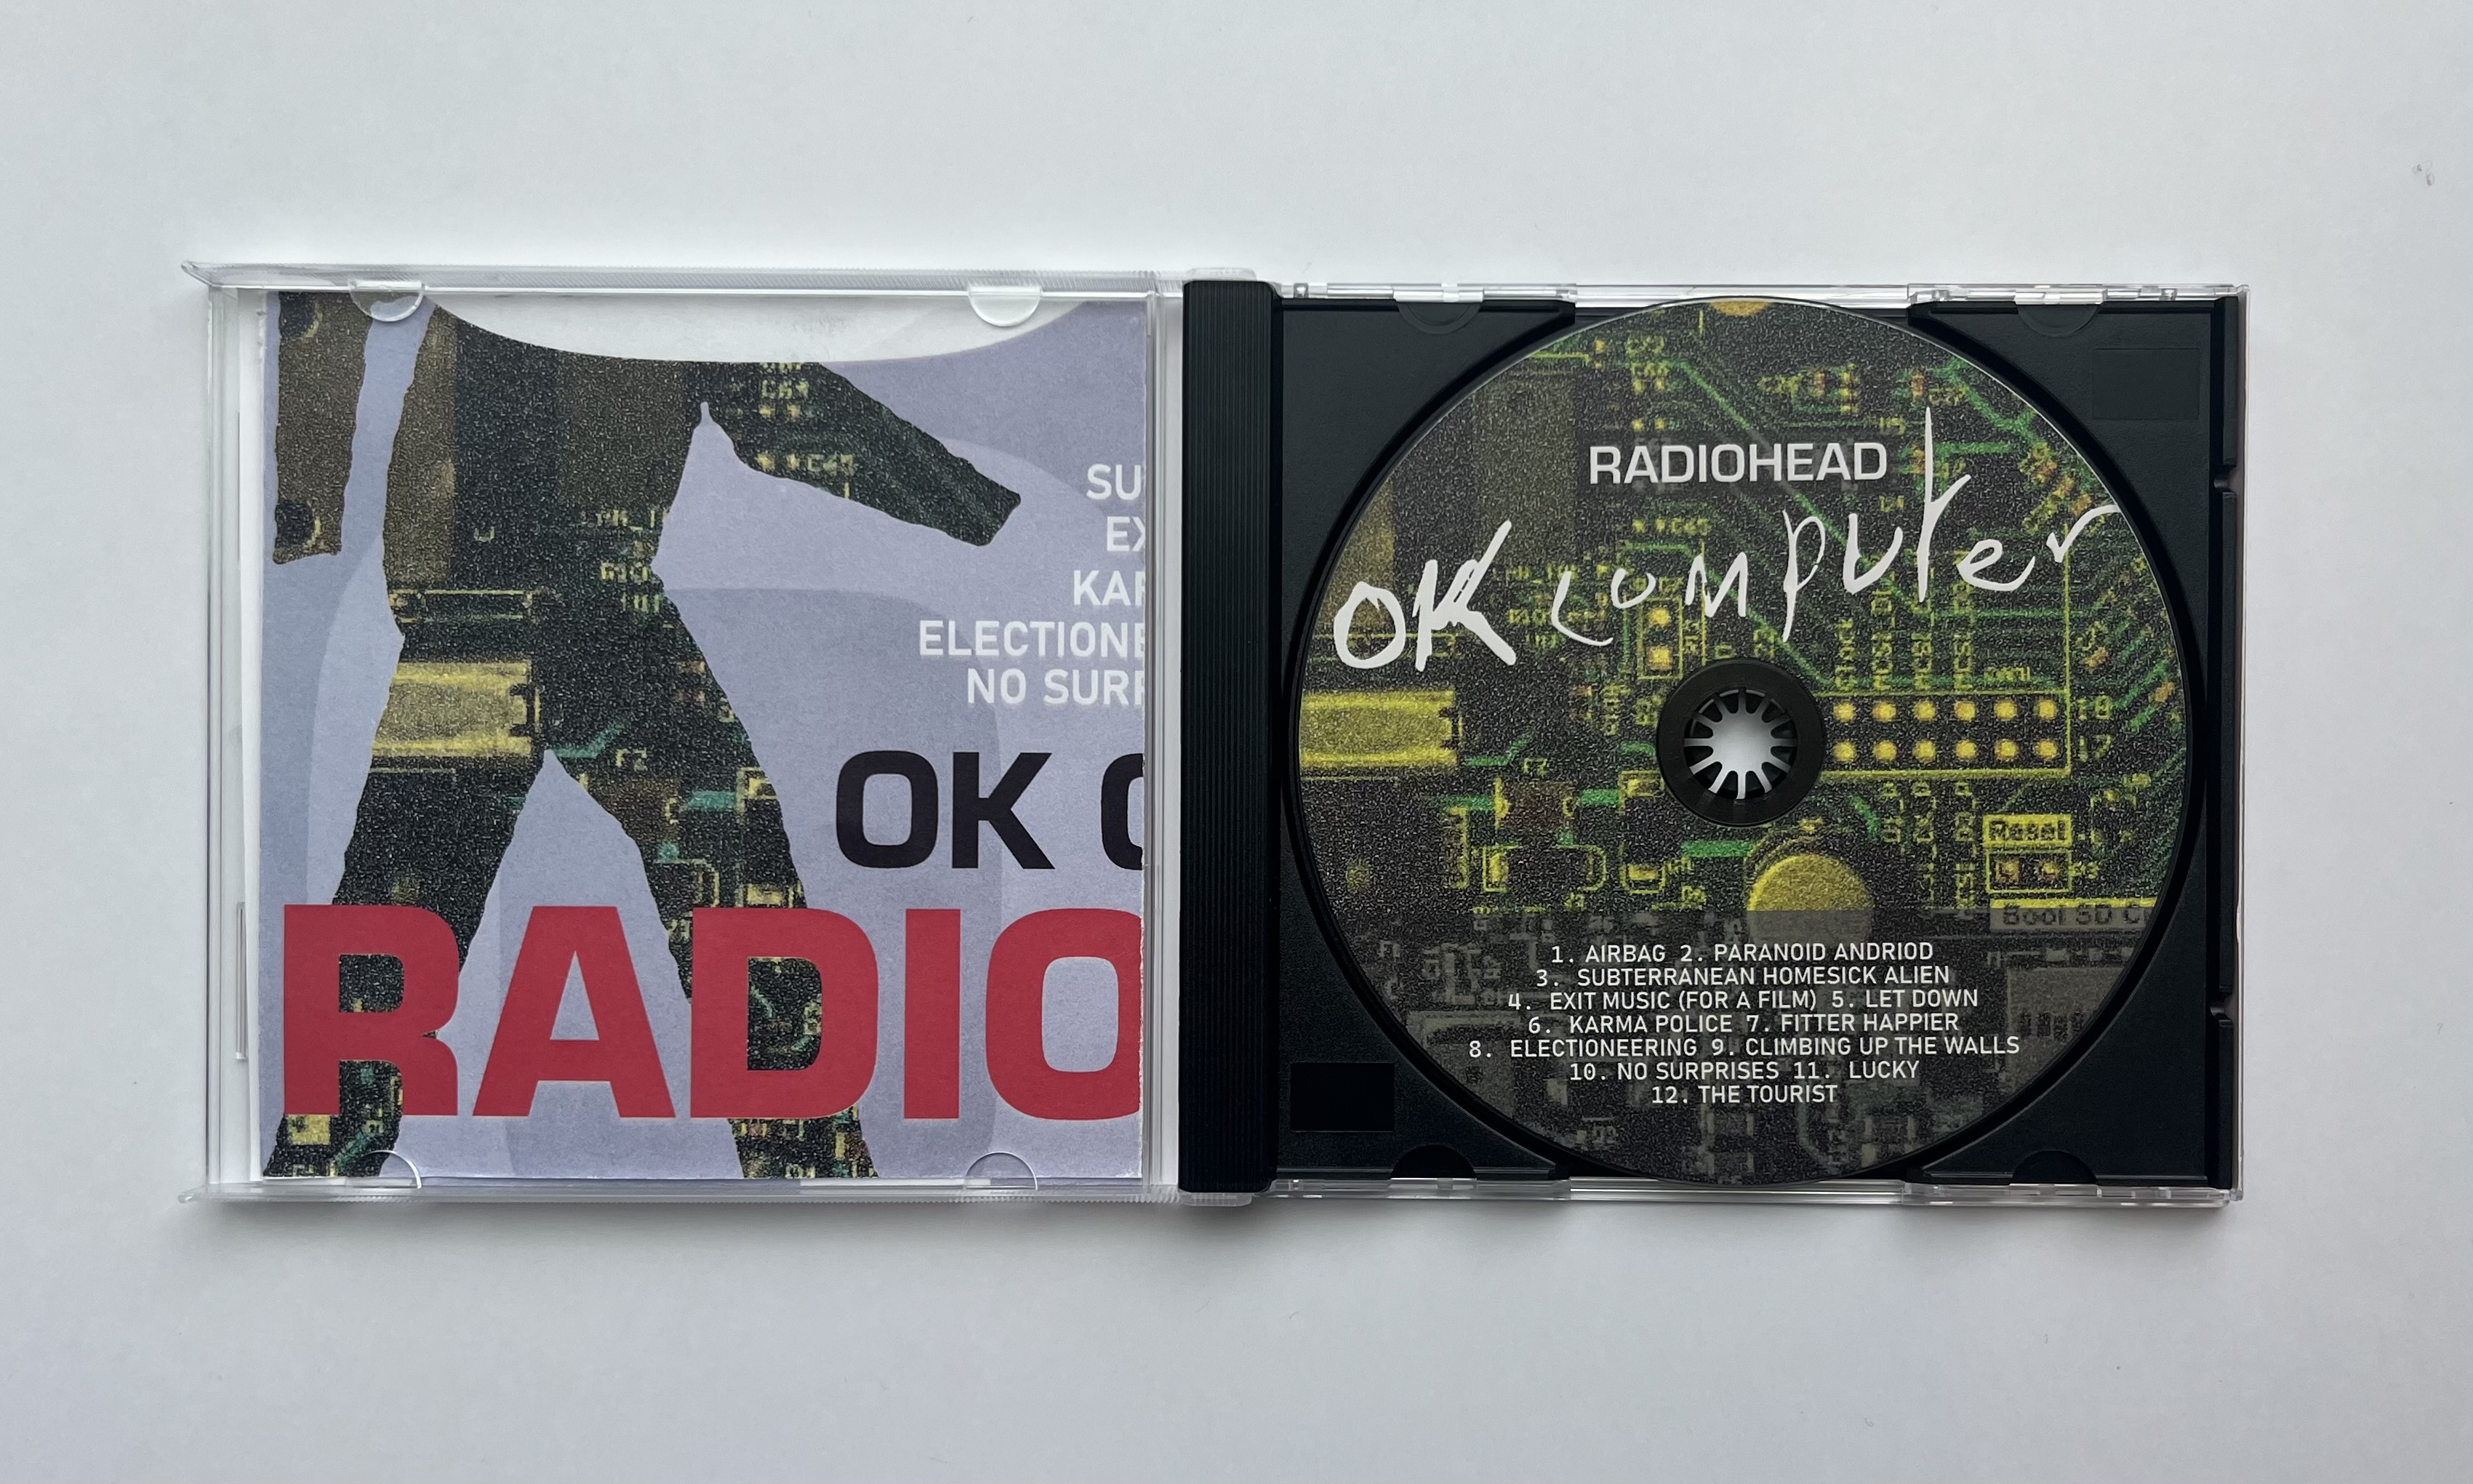 SU
EX
KAR
ELECTIONE
NO SURP
OK C
RADIO
RADIOHEAD
OK computer
Reset
1. AIRBAG 2. PARANOID ANDRIOD
3. SUBTERRANEAN HOMESICK ALIEN
4. EXIT MUSIC (FOR A FILM) 5. LET DOWN
6. KARMA POLICE 7. FITTER HAPPIER
8. ELECTIONEERING 9. CLIMBING UP THE WALLS
10. NO SURPRISES 11. LUCKY
12. THE TOURIST